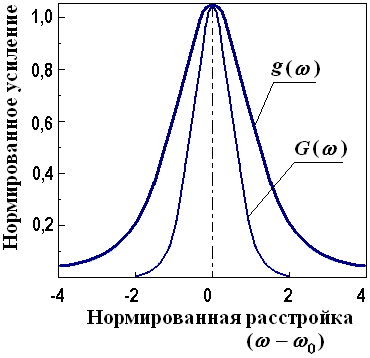 Нормированное усиление
1,0
0,8
0,6
0,4
0,2
g(ω)
G(ω)
-4 -2 0 2 4
Нормированная расстройка
(ω – ω₀)